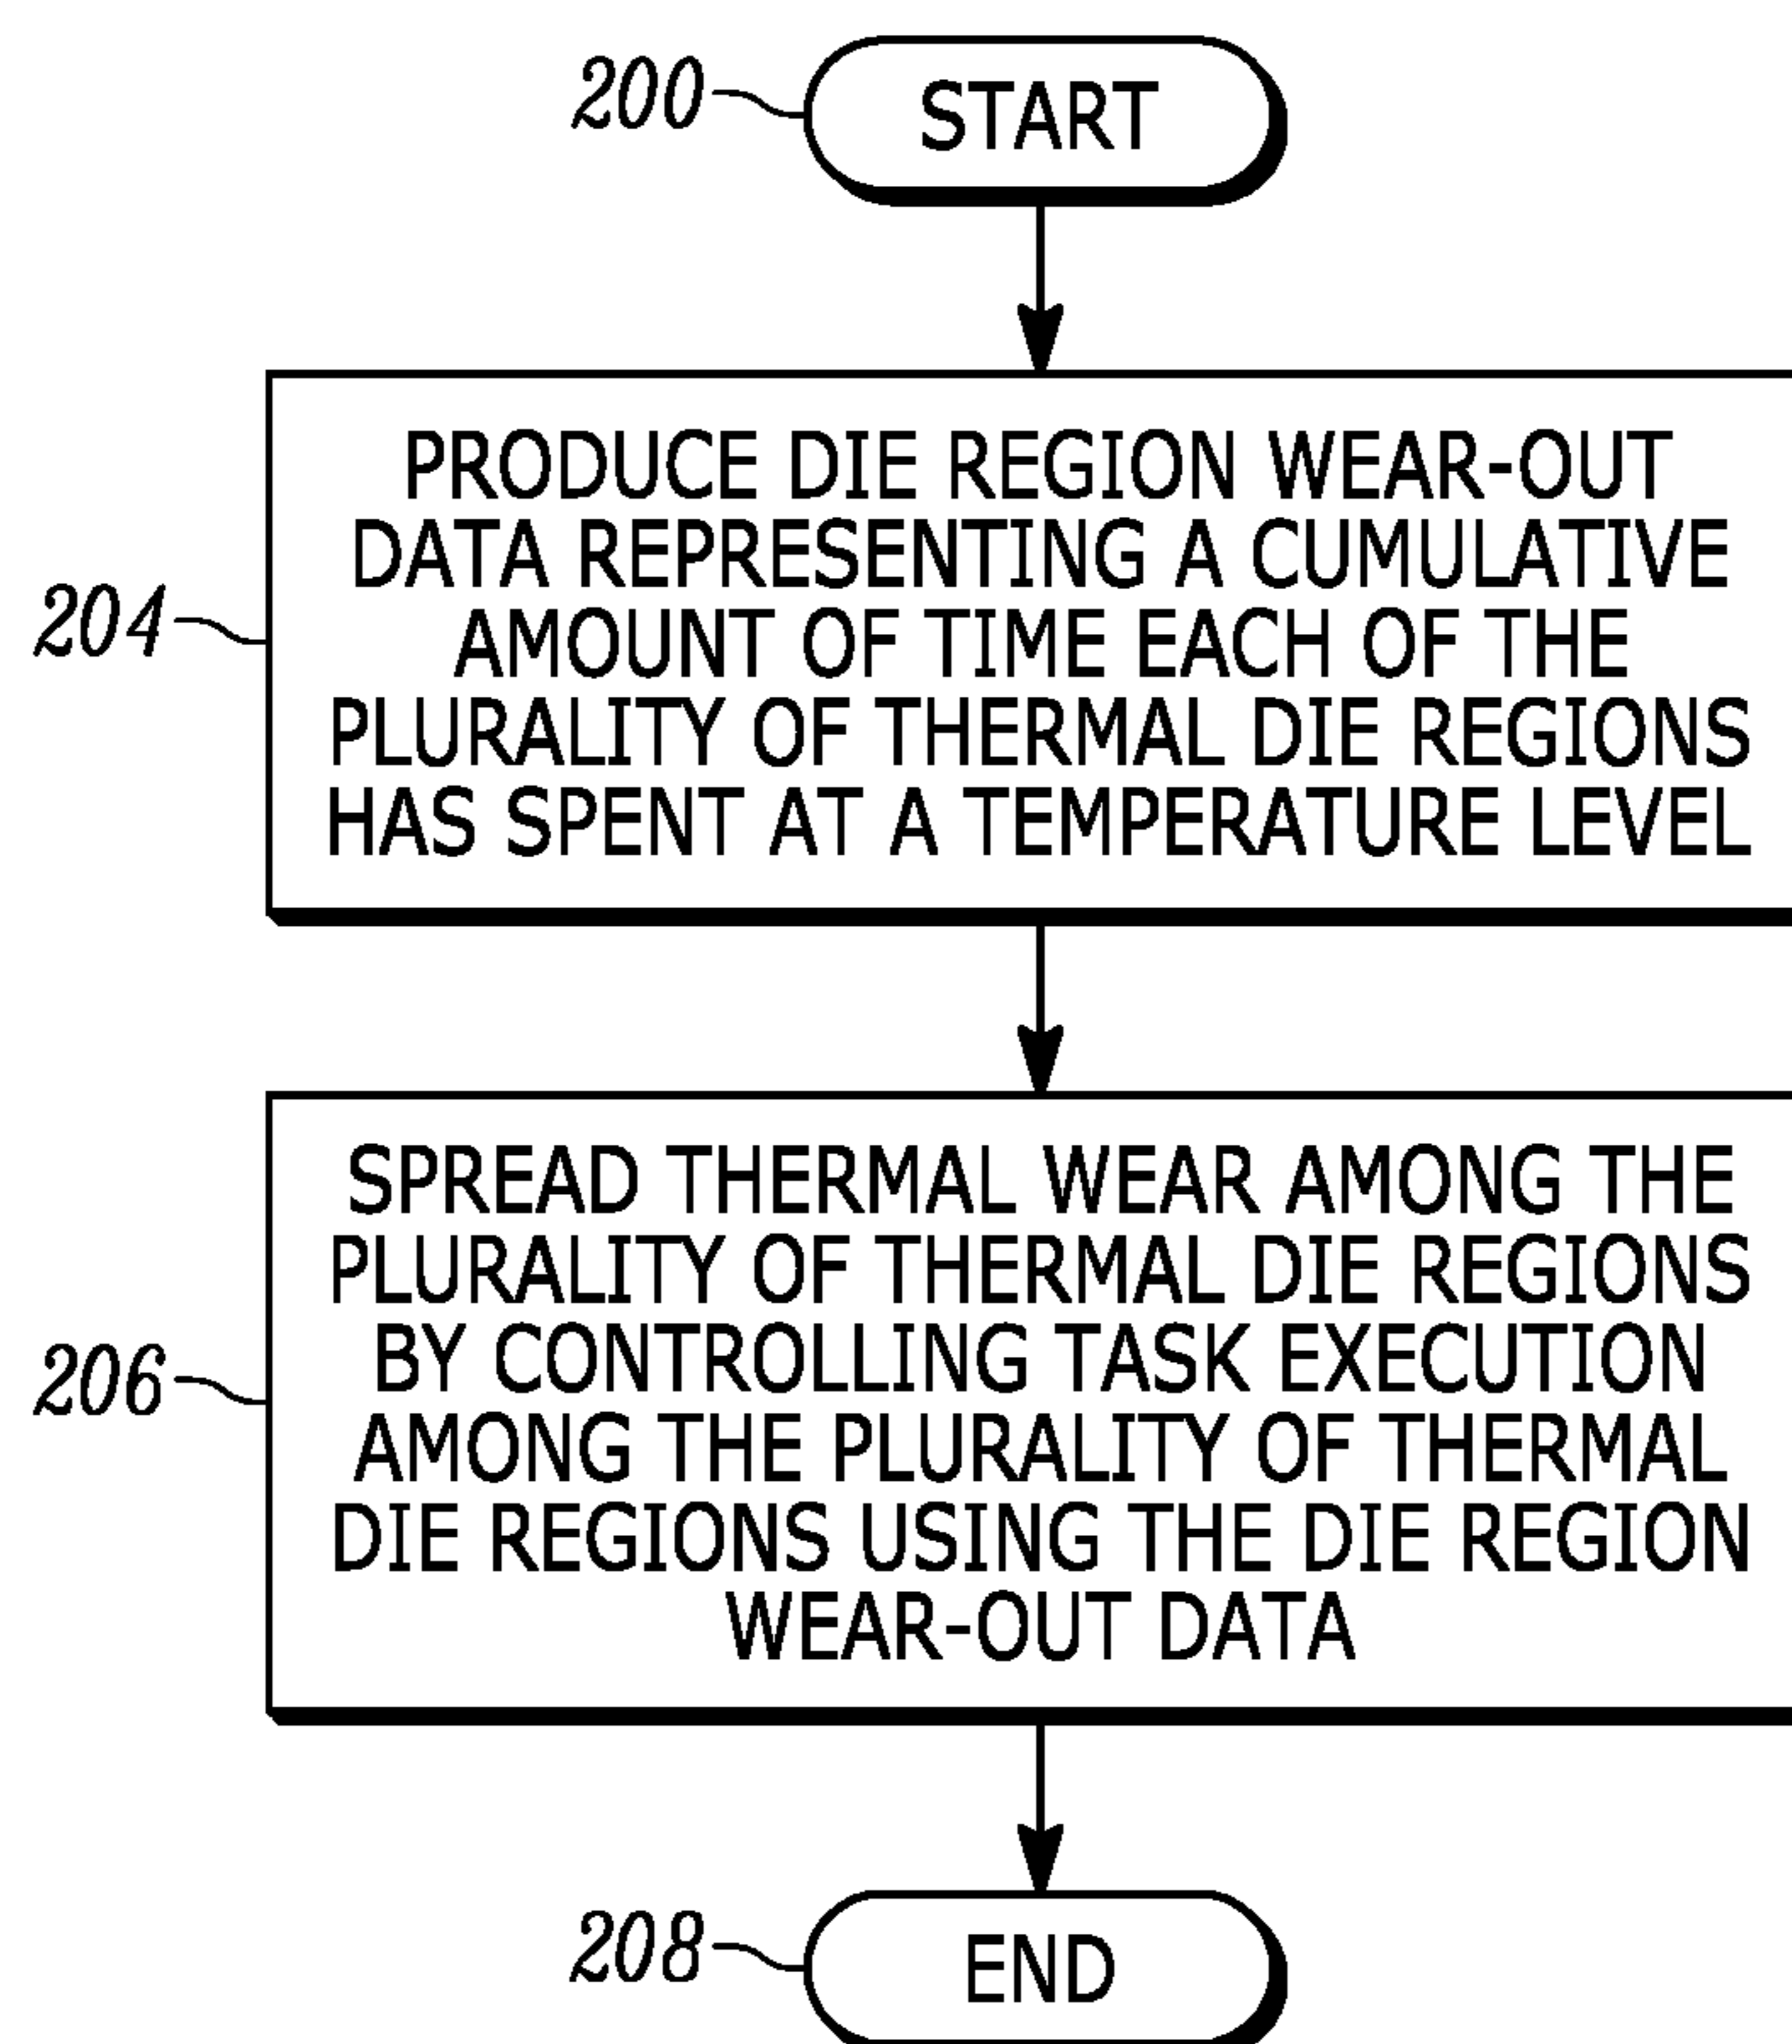 200
START
204
PRODUCE DIE REGION WEAR-OUT
DATA REPRESENTING A CUMULATIVE
AMOUNT OF TIME EACH OF THE
PLURALITY OF THERMAL DIE REGIONS
HAS SPENT AT A TEMPERATURE LEVEL
206
SPREAD THERMAL WEAR AMONG THE
PLURALITY OF THERMAL DIE REGIONS
BY CONTROLLING TASK EXECUTION
AMONG THE PLURALITY OF THERMAL
DIE REGIONS USING THE DIE REGION
WEAR-OUT DATA
208
END